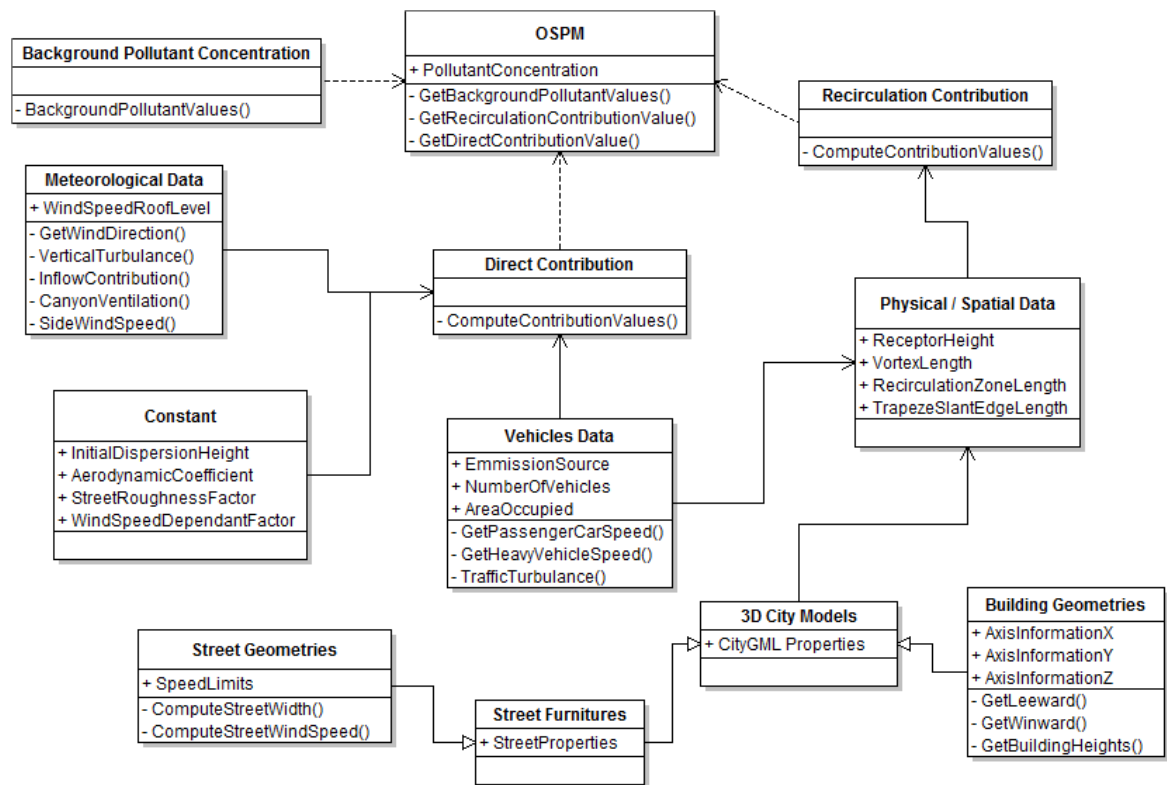 Background Pollutant Concentration
- BackgroundPollutantValues()
OSPM
+ PollutantConcentration
- GetBackgroundPollutantValues()
- GetRecirculationContributionValue()
- GetDirectContributionValue()
Recirculation Contribution
- ComputeContributionValues()
Meteorological Data
+ WindSpeedRoofLevel
- GetWindDirection()
- VerticalTurbulance()
- InflowContribution()
- CanyonVentilation()
- SideWindSpeed()
Direct Contribution
- ComputeContributionValues()
Physical / Spatial Data
+ ReceptorHeight
+ VortexLength
+ RecirculationZoneLength
+ TrapezeSlantEdgeLength
Constant
+ InitialDispersionHeight
+ AerodynamicCoefficient
+ StreetRoughnessFactor
+ WindSpeedDependantFactor
Vehicles Data
+ EmmissionSource
+ NumberOfVehicles
+ AreaOccupied
- GetPassengerCarSpeed()
- GetHeavyVehicleSpeed()
- TrafficTurbulance()
3D City Models
+ CityGML Properties
Building Geometries
+ AxisInformationX
+ AxisInformationY
+ AxisInformationZ
- GetLeeward()
- GetWinward()
- GetBuildingHeights()
Street Geometries
+ SpeedLimits
- ComputeStreetWidth()
- ComputeStreetWindSpeed()
Street Furnitures
+ StreetProperties